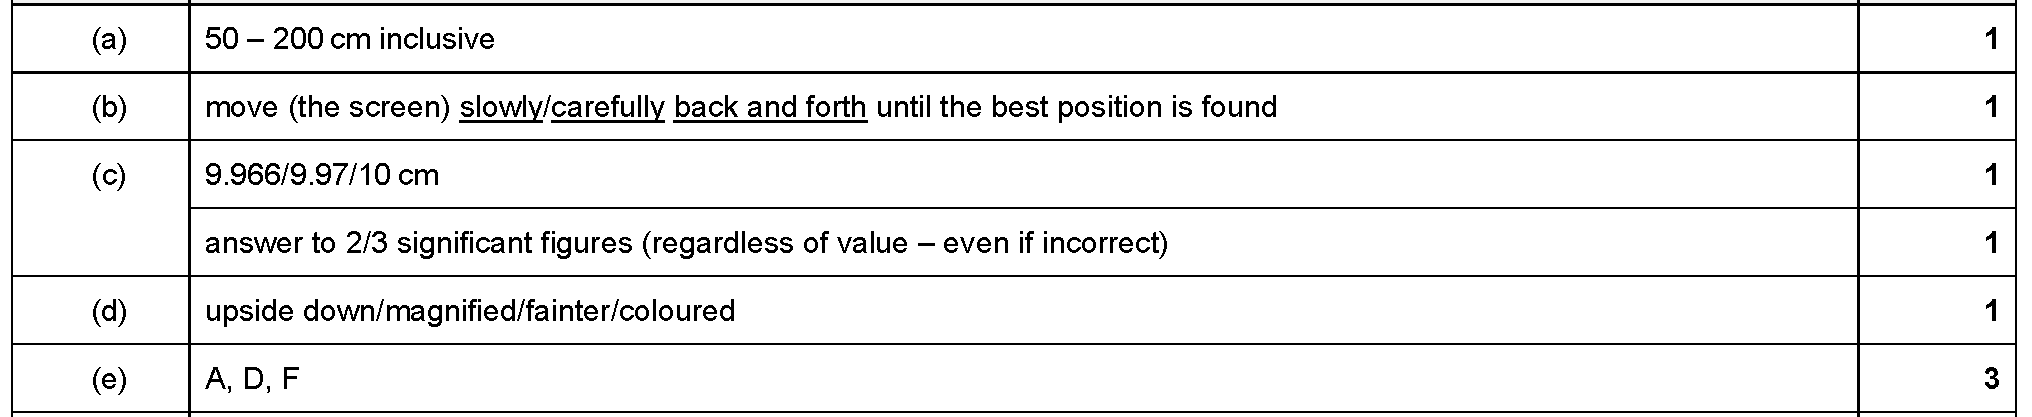 (a) 50 – 200 cm inclusive 1
(b) move (the screen) slowly/carefully back and forth until the best position is found 1
(c) 9.966/9.97/10 cm 1
answer to 2/3 significant figures (regardless of value – even if incorrect) 1
(d) upside down/magnified/fainter/coloured 1
(e) A, D, F 3